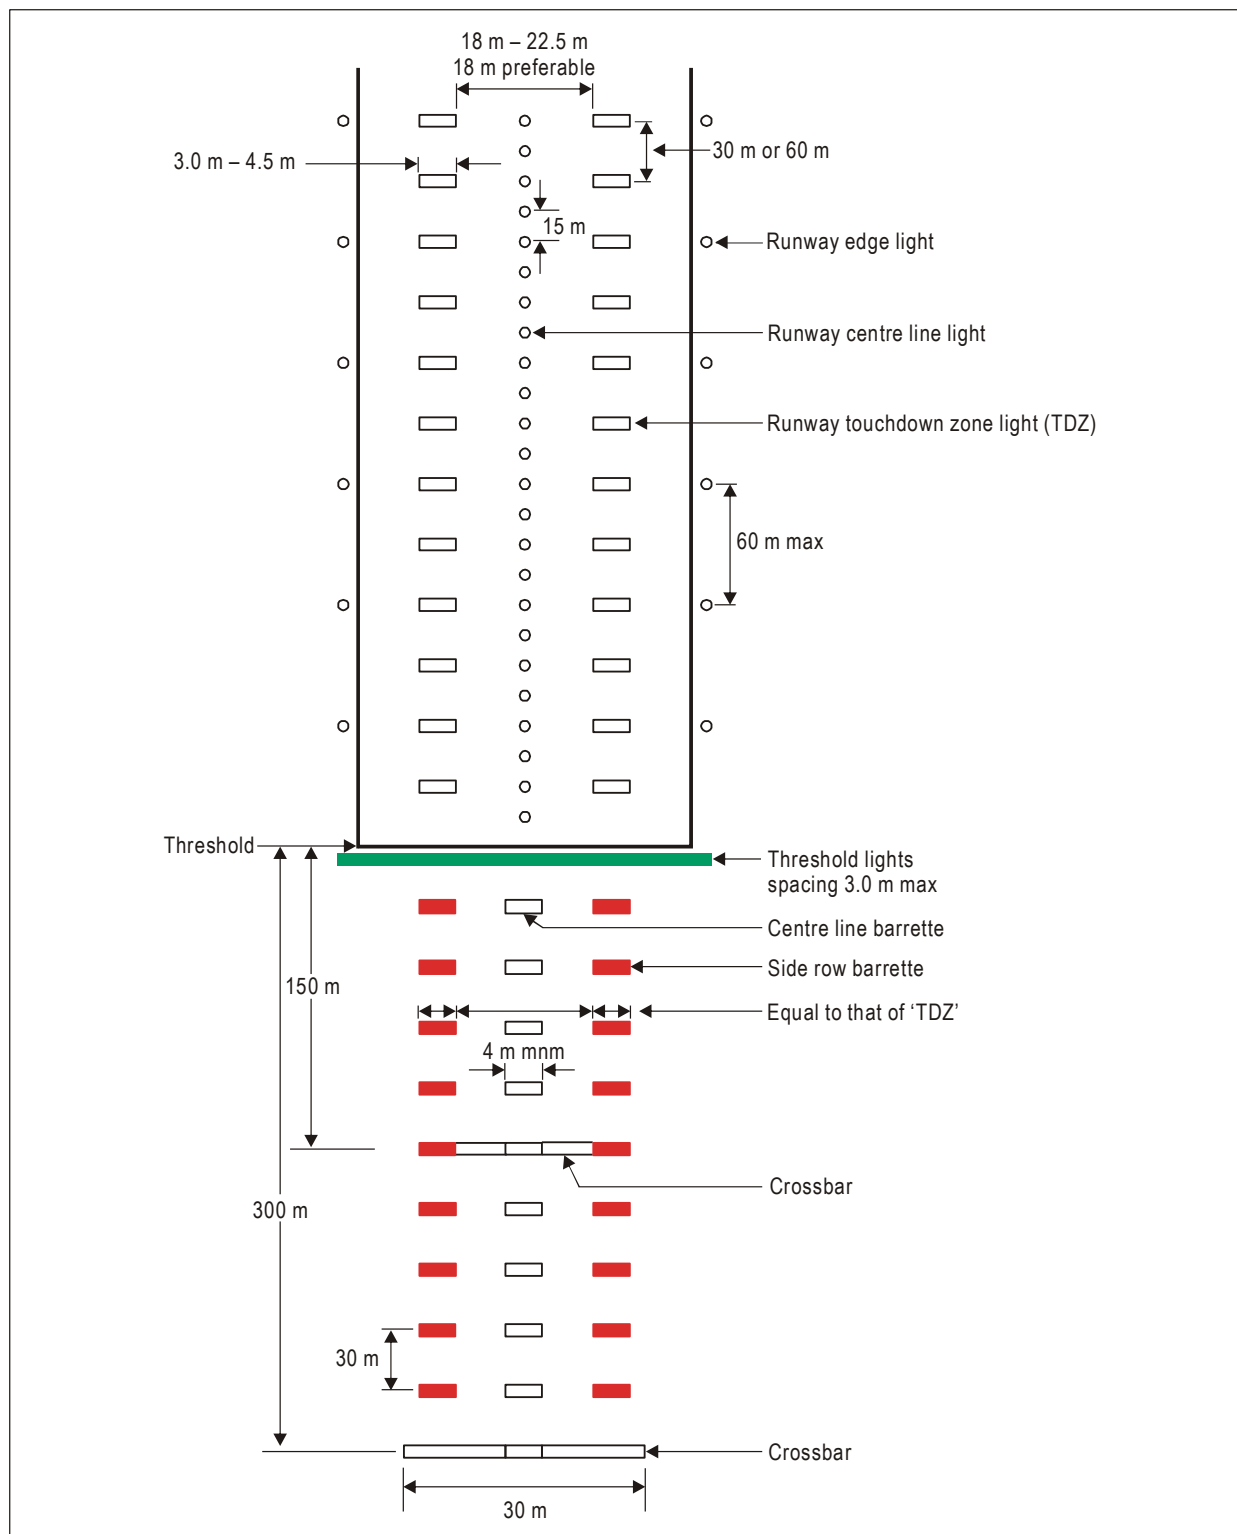 18 m – 22.5 m
18 m preferable
3.0 m – 4.5 m
30 m or 60 m
15 m
Runway edge light
Runway centre line light
Runway touchdown zone light (TDZ)
60 m max
Threshold
Threshold lights
spacing 3.0 m max
Centre line barrette
Side row barrette
150 m
Equal to that of ‘TDZ’
4 m mnm
Crossbar
300 m
30 m
Crossbar
30 m